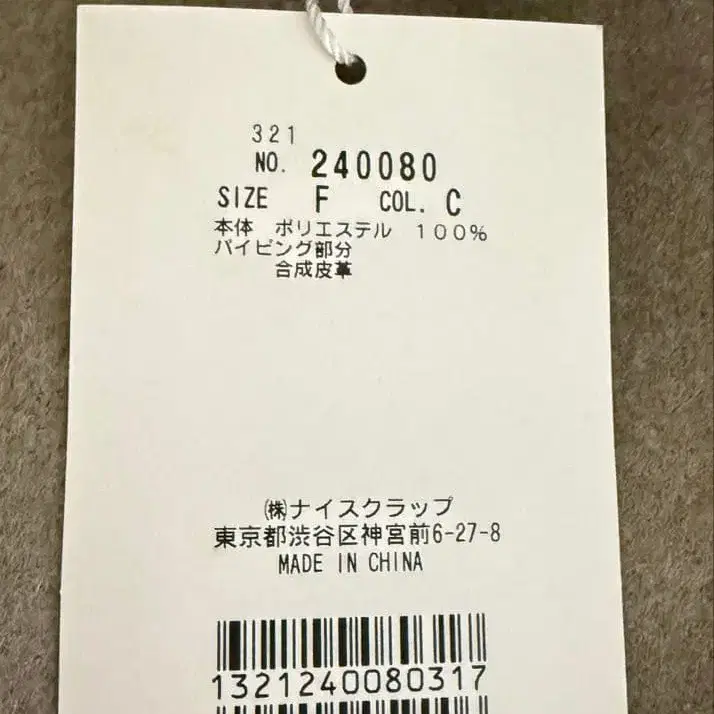 321
NO. 240080
SIZE F COL. C
本体 ポリエステル 100%
パイピング部分
合成皮革
㈱ナイスクラップ
東京都渋谷区神宮前6-27-8
MADE IN CHINA
1321240080317